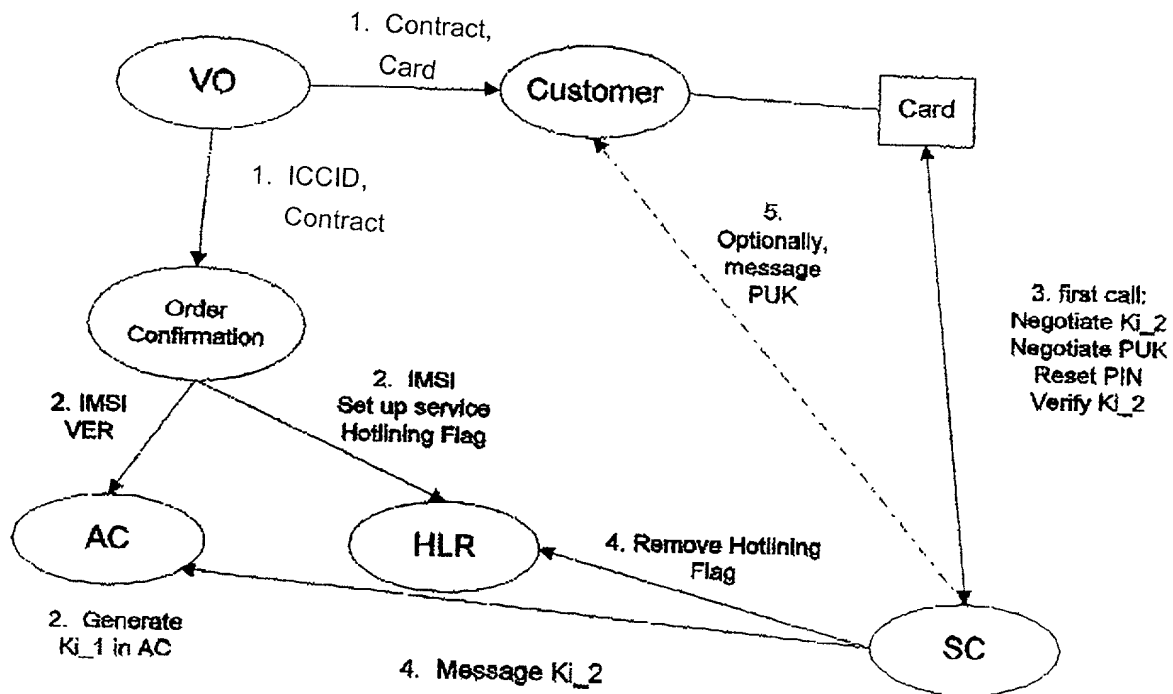 1. Contract,
Card
VO
Customer
Card
1. ICCID,
Contract
5.
Optionally,
message
PUK
Order
Confirmation
3. first call:
Negotiate Ki_2
Negotiate PUK
Reset PIN
Verify Ki_2
2. IMSI
VER
2. IMSI
Set up service
Hotlining Flag
AC
HLR
4. Remove Hotlining
Flag
2. Generate
Ki_1 in AC
SC
4. Message Ki_2